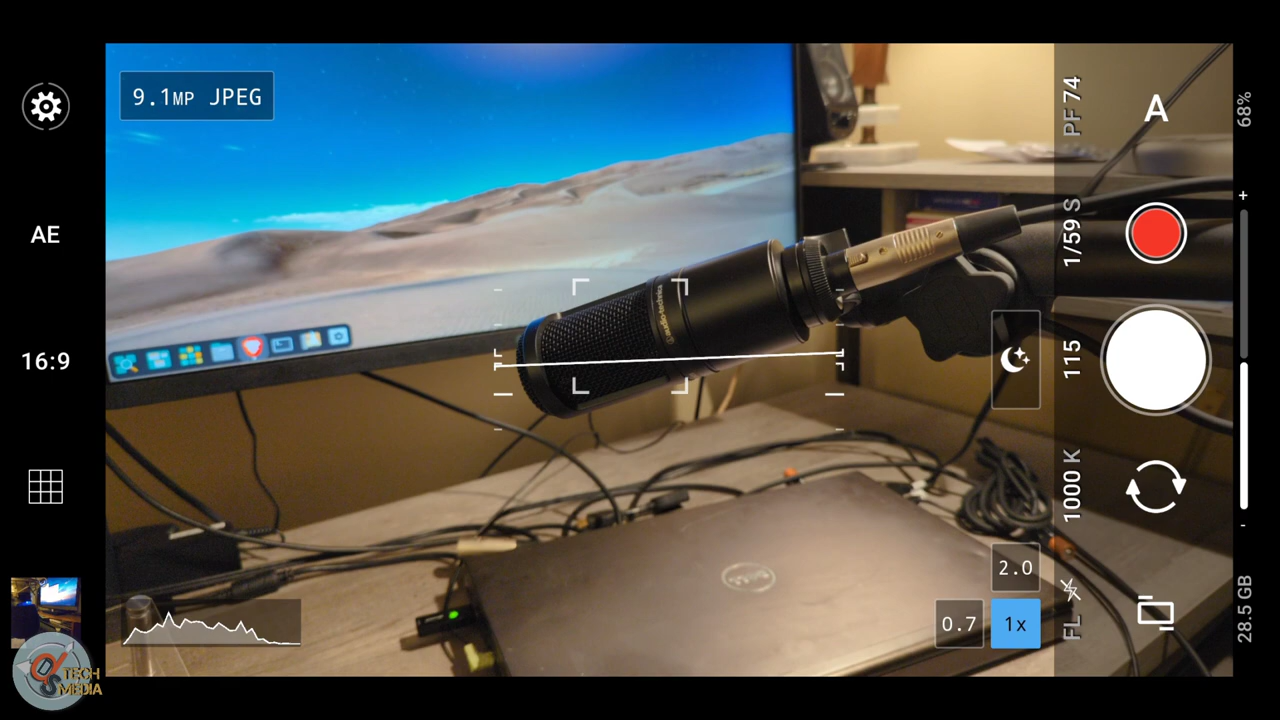 9.1MP JPEG
AE
16:9
PF 74
1/59 S
115
1000 K
FL
A
68%
+
-
28.5 GB
2.0
0.7
1x
audio-technica
DELL
TECH
MEDIA